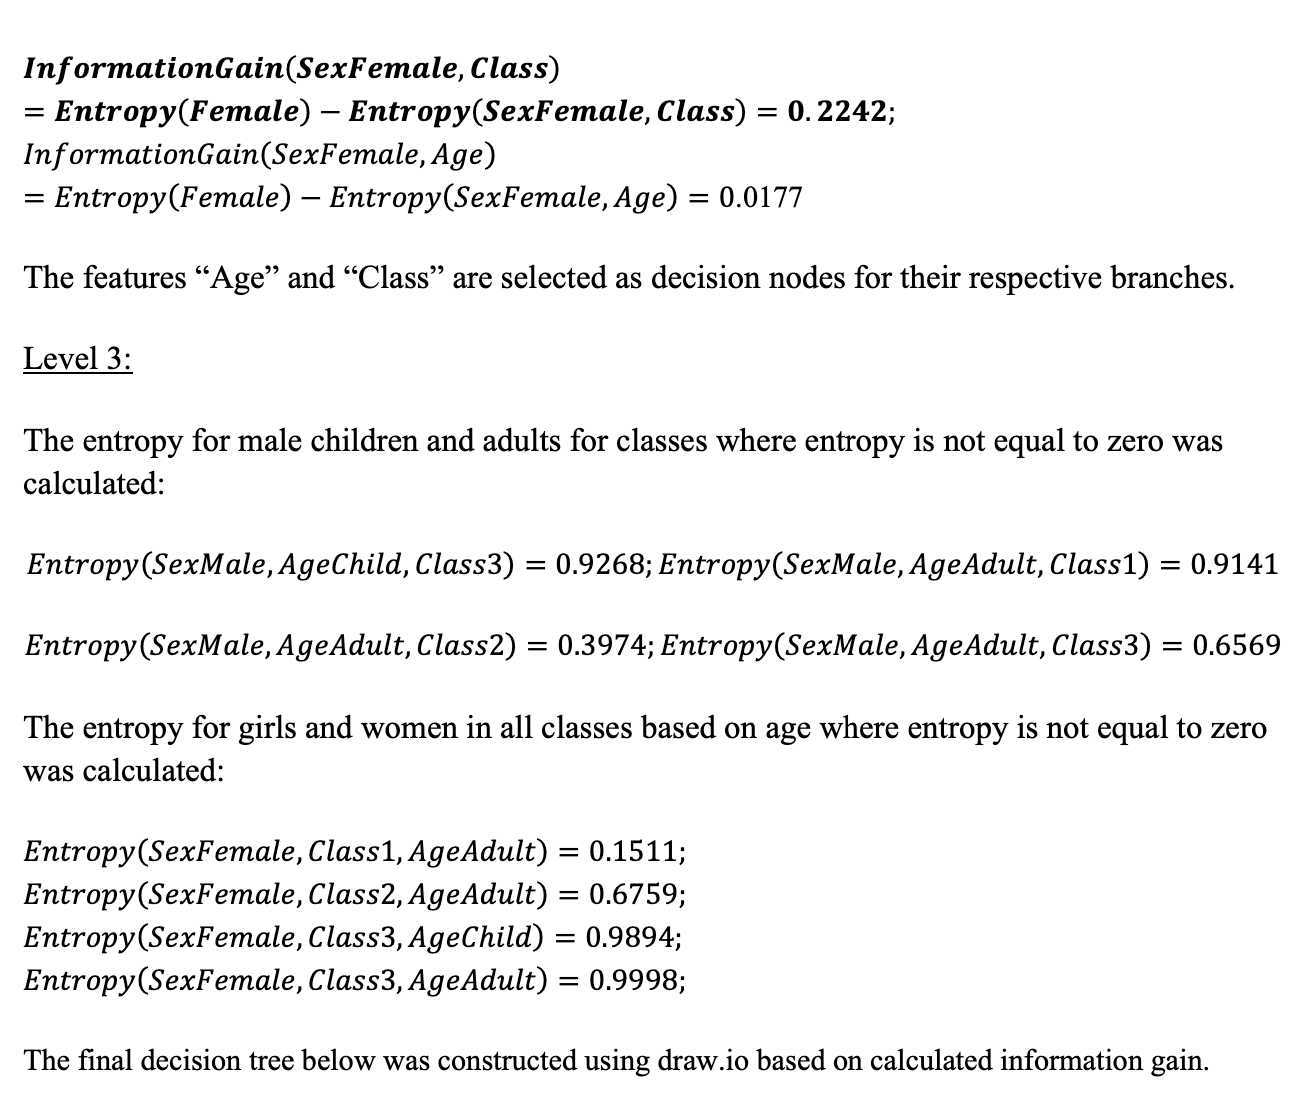 InformationGain(SexFemale, Class)
= Entropy(Female) − Entropy(SexFemale, Class) = 0.2242;
InformationGain(SexFemale, Age)
= Entropy(Female) − Entropy(SexFemale, Age) = 0.0177
The features “Age” and “Class” are selected as decision nodes for their respective branches.
Level 3:
The entropy for male children and adults for classes where entropy is not equal to zero was
calculated:
Entropy(SexMale, AgeChild, Class3) = 0.9268; Entropy(SexMale, AgeAdult, Class1) = 0.9141
Entropy(SexMale, AgeAdult, Class2) = 0.3974; Entropy(SexMale, AgeAdult, Class3) = 0.6569
The entropy for girls and women in all classes based on age where entropy is not equal to zero
was calculated:
Entropy(SexFemale, Class1, AgeAdult) = 0.1511;
Entropy(SexFemale, Class2, AgeAdult) = 0.6759;
Entropy(SexFemale, Class3, AgeChild) = 0.9894;
Entropy(SexFemale, Class3, AgeAdult) = 0.9998;
The final decision tree below was constructed using draw.io based on calculated information gain.